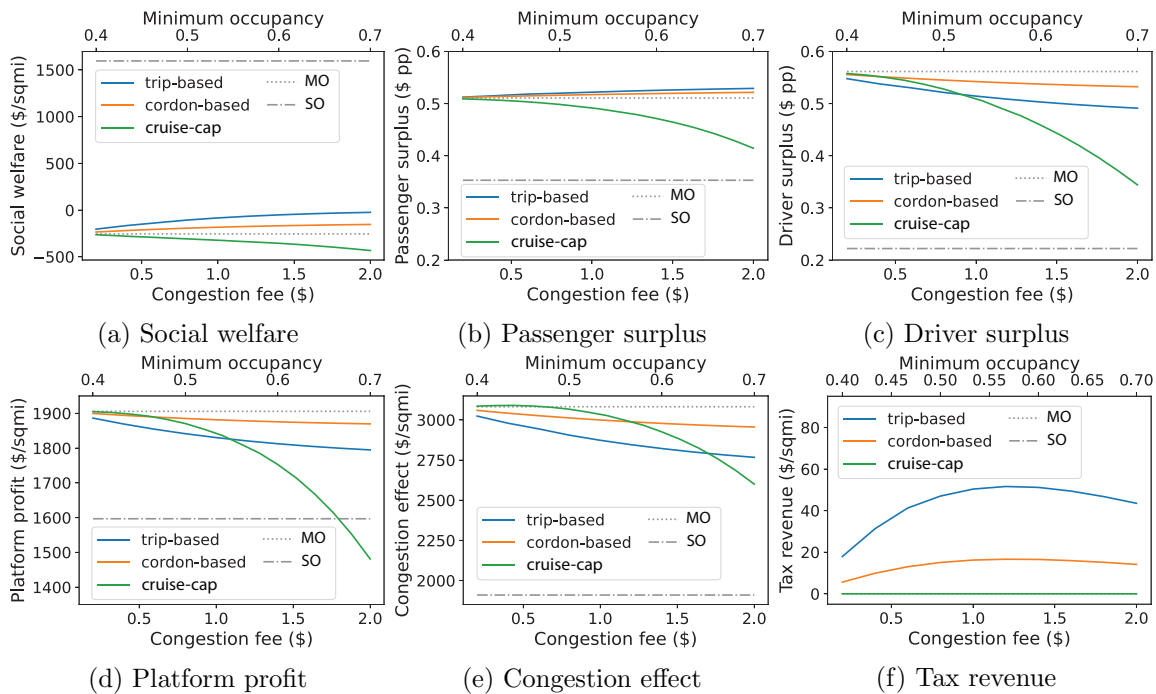 Minimum occupancy
0.4 0.5 0.6 0.7
1500
1000
500
0
−500
Social welfare ($/sqmi)
trip-based
cordon-based
cruise-cap
MO
SO
0.5 1.0 1.5 2.0
Congestion fee ($)
(a) Social welfare
Minimum occupancy
0.4 0.5 0.6 0.7
0.6
0.5
0.4
0.3
0.2
Passenger surplus ($ pp)
trip-based
cordon-based
cruise-cap
MO
SO
0.5 1.0 1.5 2.0
Congestion fee ($)
(b) Passenger surplus
Minimum occupancy
0.4 0.5 0.6 0.7
0.6
0.5
0.4
0.3
0.2
Driver surplus ($ pp)
trip-based
cordon-based
cruise-cap
MO
SO
0.5 1.0 1.5 2.0
Congestion fee ($)
(c) Driver surplus
Minimum occupancy
0.4 0.5 0.6 0.7
1900
1800
1700
1600
1500
1400
Platform profit ($/sqmi)
trip-based
cordon-based
cruise-cap
MO
SO
0.5 1.0 1.5 2.0
Congestion fee ($)
(d) Platform profit
Minimum occupancy
0.4 0.5 0.6 0.7
3000
2750
2500
2250
2000
Congestion effect ($/sqmi)
trip-based
cordon-based
cruise-cap
MO
SO
0.5 1.0 1.5 2.0
Congestion fee ($)
(e) Congestion effect
Minimum occupancy
0.40 0.45 0.50 0.55 0.60 0.65 0.70
80
60
40
20
0
Tax revenue ($/sqmi)
trip-based
cordon-based
cruise-cap
MO
SO
0.5 1.0 1.5 2.0
Congestion fee ($)
(f) Tax revenue